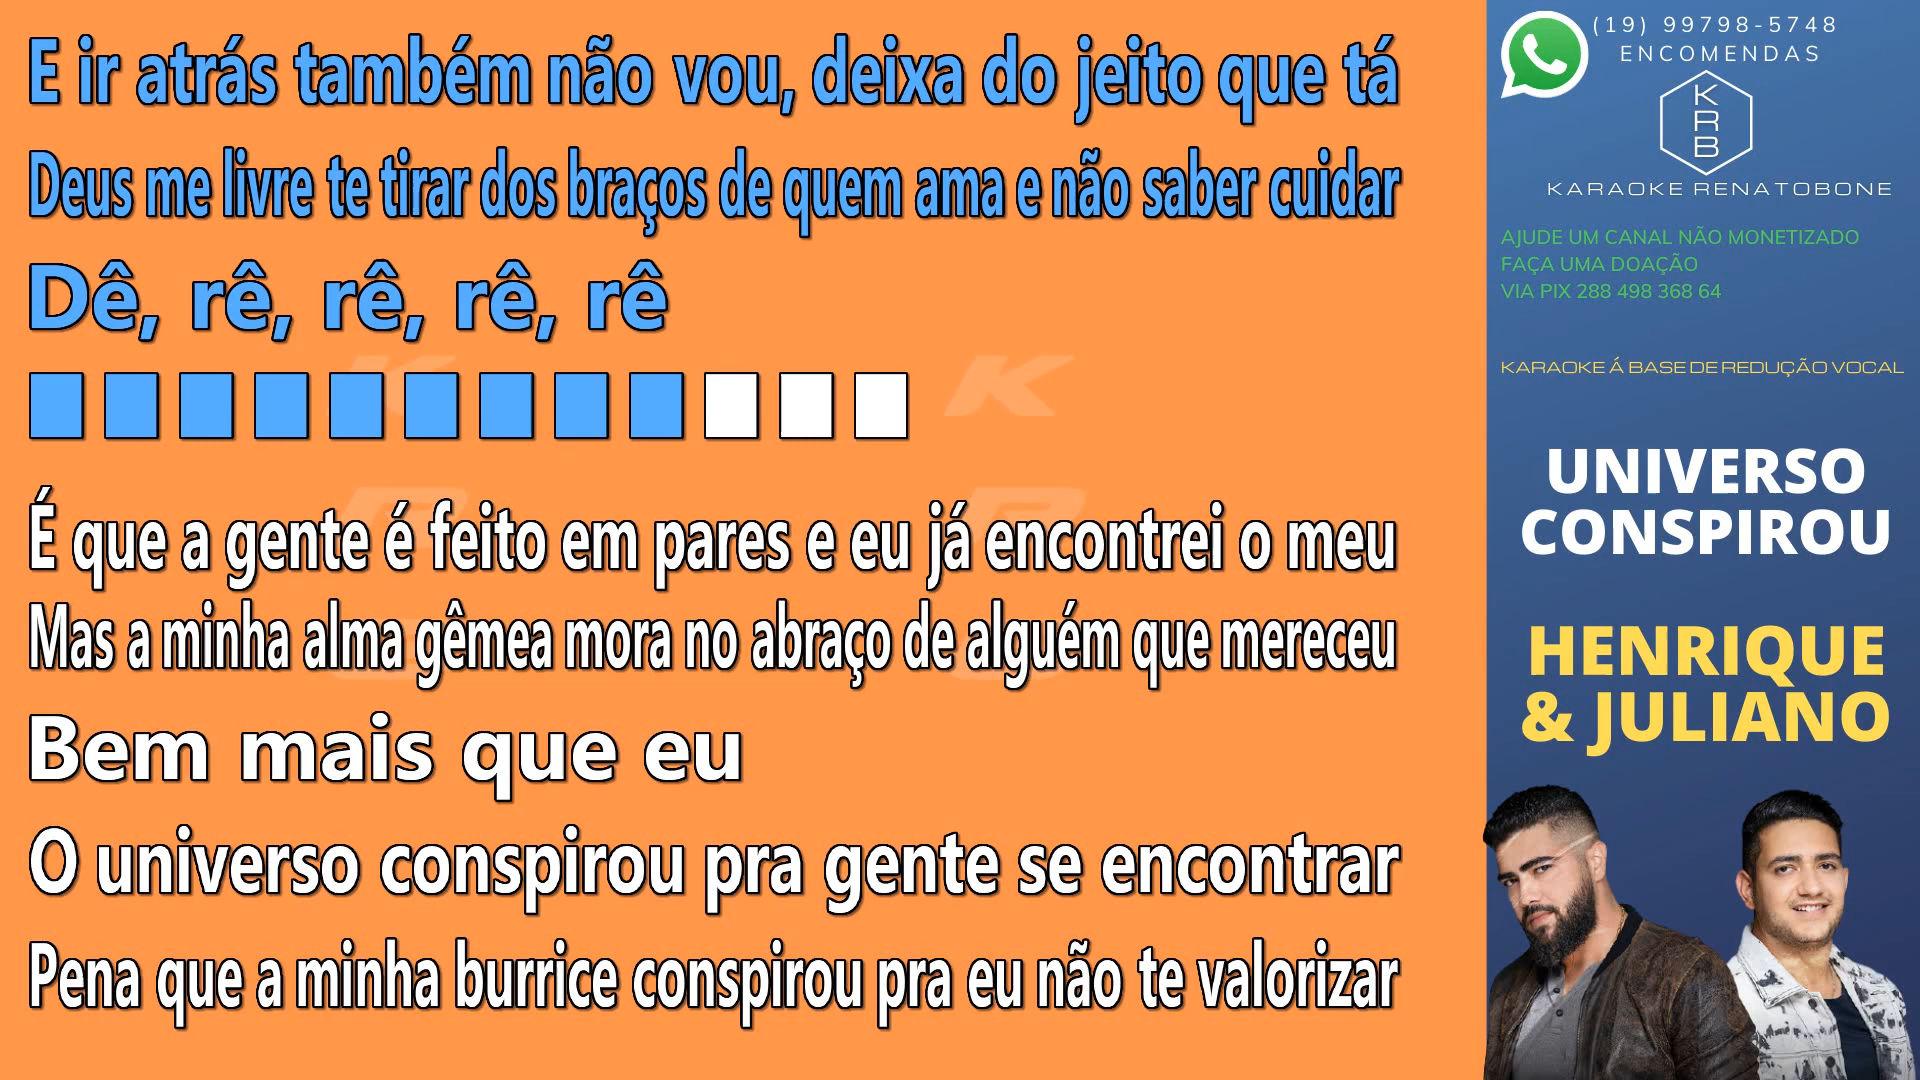 E ir atrás também não vou, deixa do jeito que tá
Deus me livre te tirar dos braços de quem ama e não saber cuidar
Dê, rê, rê, rê, rê
É que a gente é feito em pares e eu já encontrei o meu
Mas a minha alma gêmea mora no abraço de alguém que mereceu
Bem mais que eu
O universo conspirou pra gente se encontrar
Pena que a minha burrice conspirou pra eu não te valorizar
(19) 99798-5748
ENCOMENDAS
K
R
B
KARAOKE RENATOBONE
AJUDE UM CANAL NÃO MONETIZADO
FAÇA UMA DOAÇÃO
VIA PIX 288 498 368 64
KARAOKE Á BASE DE REDUÇÃO VOCAL
UNIVERSO
CONSPIROU
HENRIQUE
& JULIANO